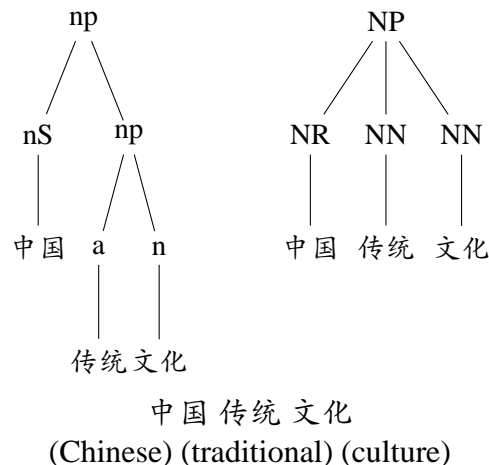 np NP
nS np NR NN NN
中国 a n 中国 传统 文化
传统 文化
中国 传统 文化
(Chinese) (traditional) (culture)